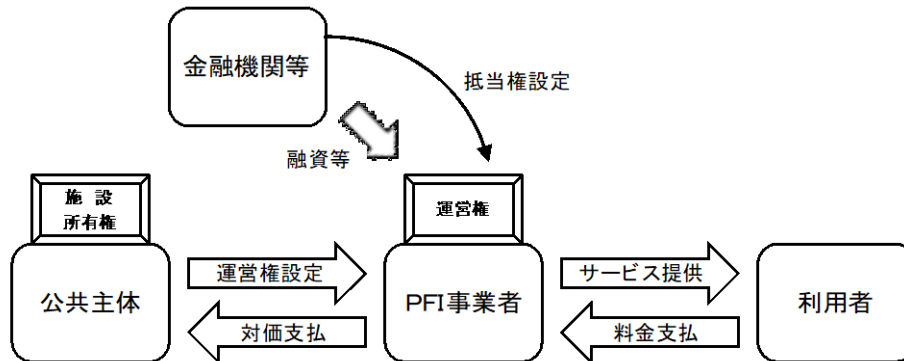 金融機関等
抵当権設定
融資等
施 設
所有権
運営権
公共主体
運営権設定
対価支払
PFI事業者
サービス提供
料金支払
利用者